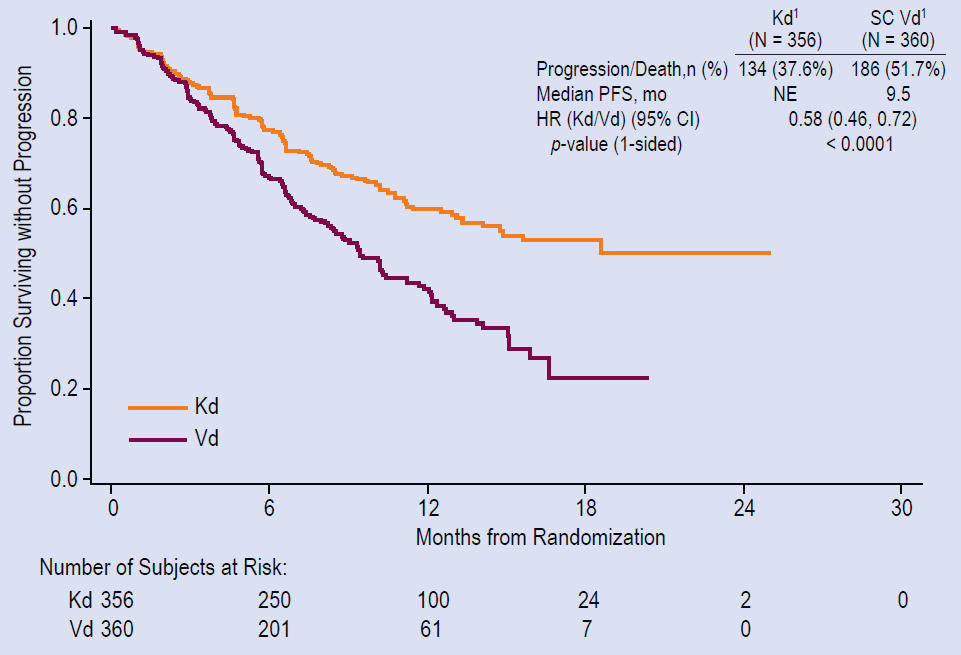 Kd1 SC Vd1
(N = 356) (N = 360)
Progression/Death,n (%) 134 (37.6%) 186 (51.7%)
Median PFS, mo NE 9.5
HR (Kd/Vd) (95% CI) 0.58 (0.46, 0.72)
p-value (1-sided) < 0.0001
Proportion Surviving without Progression
1.0
0.8
0.6
0.4
0.2
0.0
Kd
Vd
0 6 12 18 24 30
Months from Randomization
Number of Subjects at Risk:
Kd 356 250 100 24 2 0
Vd 360 201 61 7 0